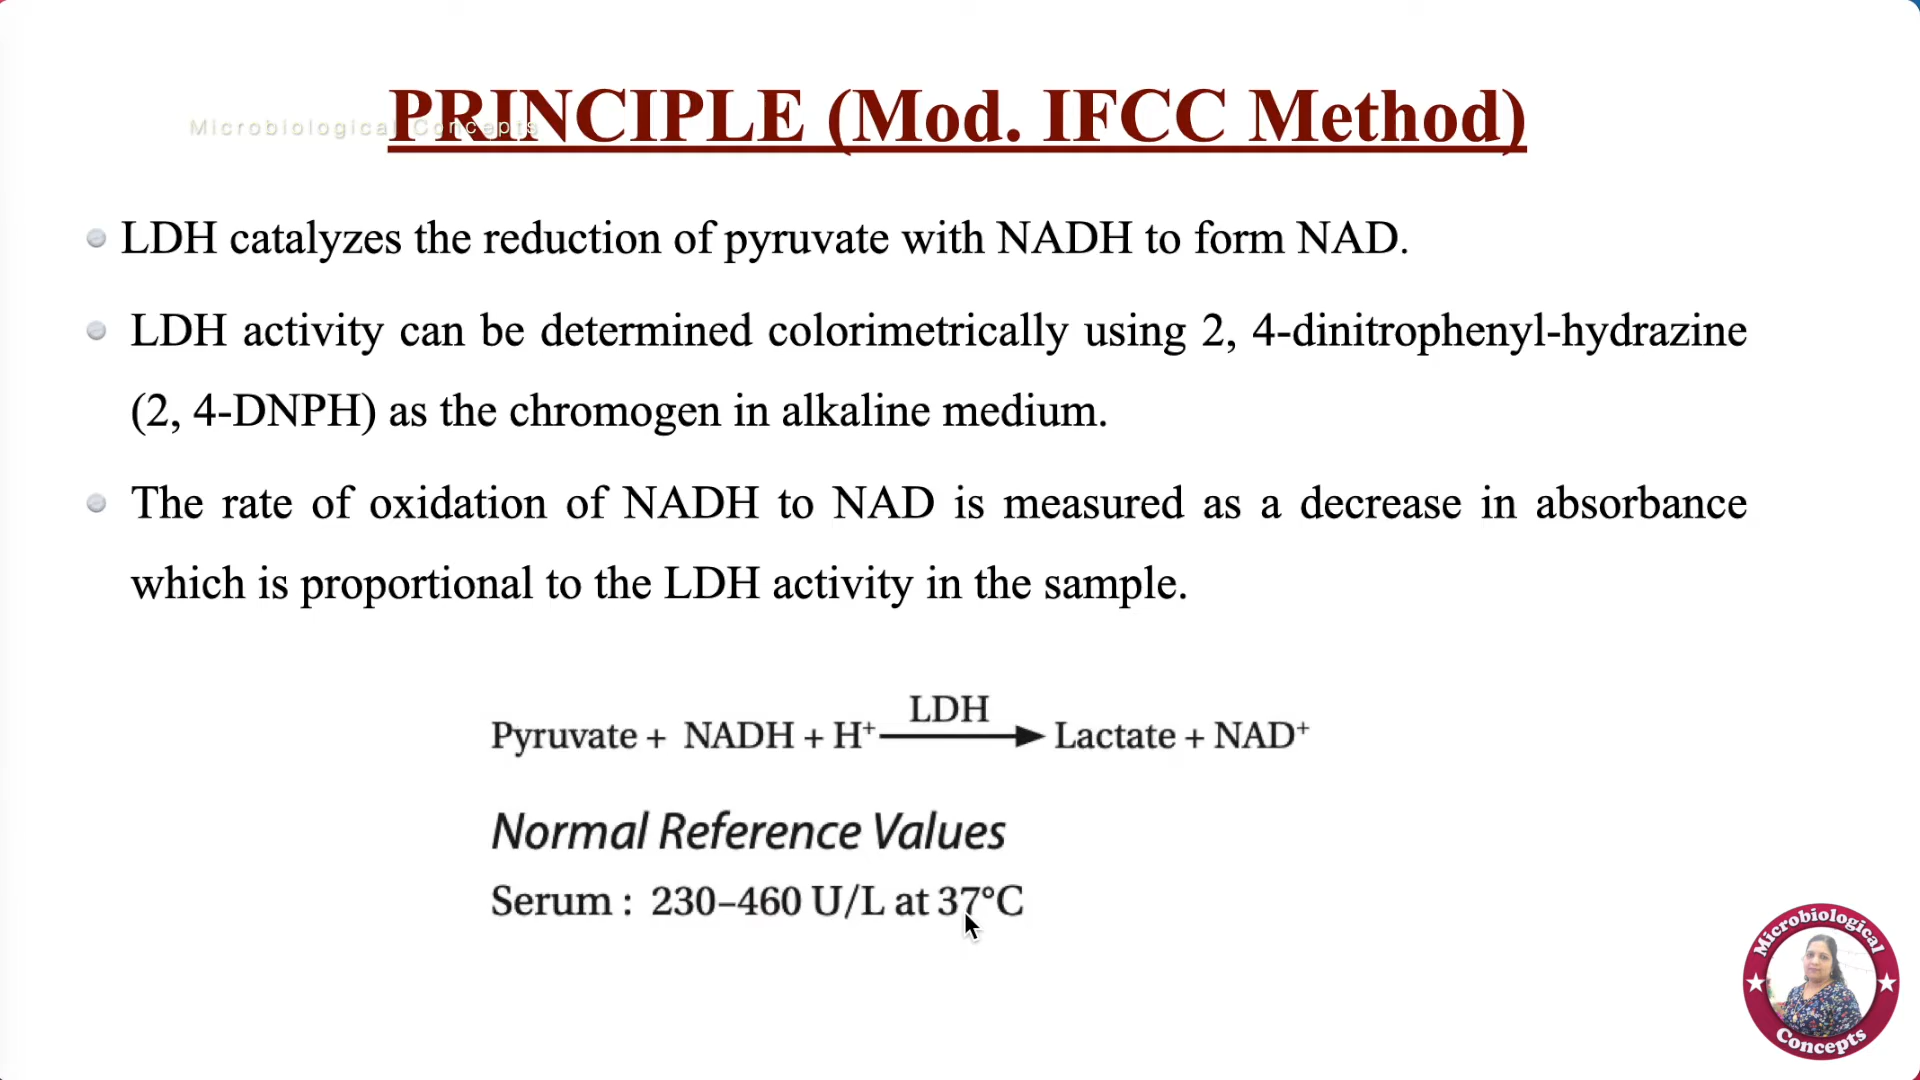 PRINCIPLE (Mod. IFCC Method)
Microbiological Concepts
LDH catalyzes the reduction of pyruvate with NADH to form NAD.
LDH activity can be determined colorimetrically using 2, 4-dinitrophenyl-hydrazine
(2, 4-DNPH) as the chromogen in alkaline medium.
The rate of oxidation of NADH to NAD is measured as a decrease in absorbance
which is proportional to the LDH activity in the sample.
LDH
Pyruvate + NADH + H⁺ ⟶ Lactate + NAD⁺
Normal Reference Values
Serum : 230–460 U/L at 37°C
Microbiological
Concepts